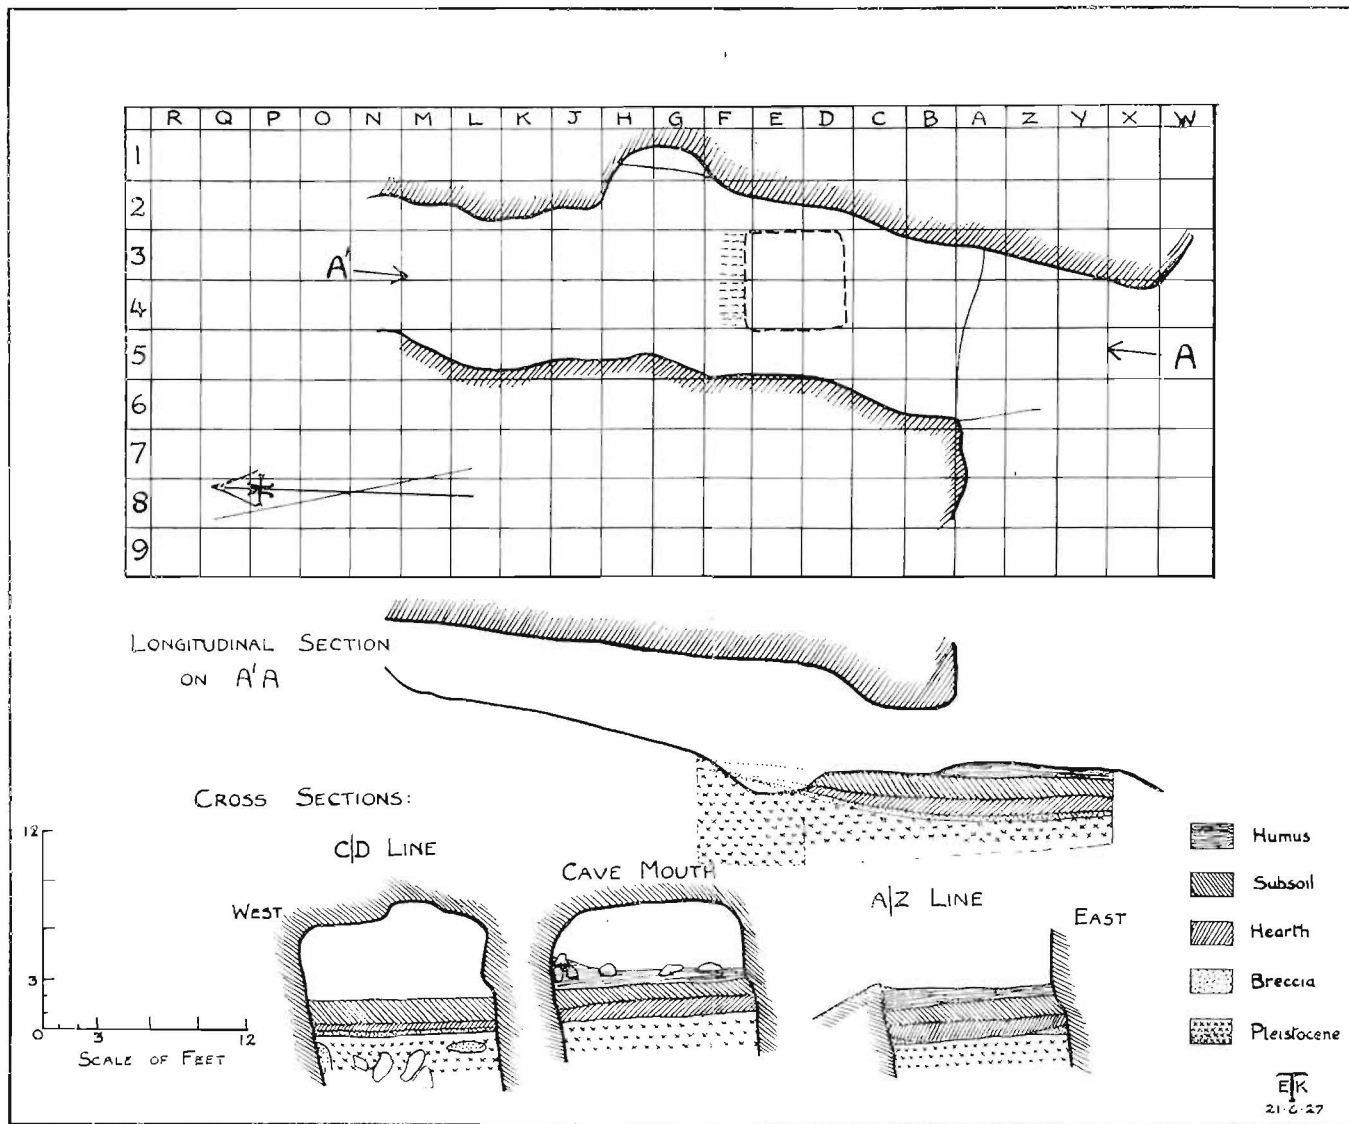 R Q P O N M L K J H G F E D C B A Z Y X W
1
2
3
A'
4
5
A
6
7
8
9
LONGITUDINAL SECTION
ON A'A
CROSS SECTIONS:
C|D LINE
CAVE MOUTH
A|Z LINE
WEST
EAST
12
3
0
3
12
SCALE OF FEET
Humus
Subsoil
Hearth
Breccia
Pleistocene
ETK
21·6·27